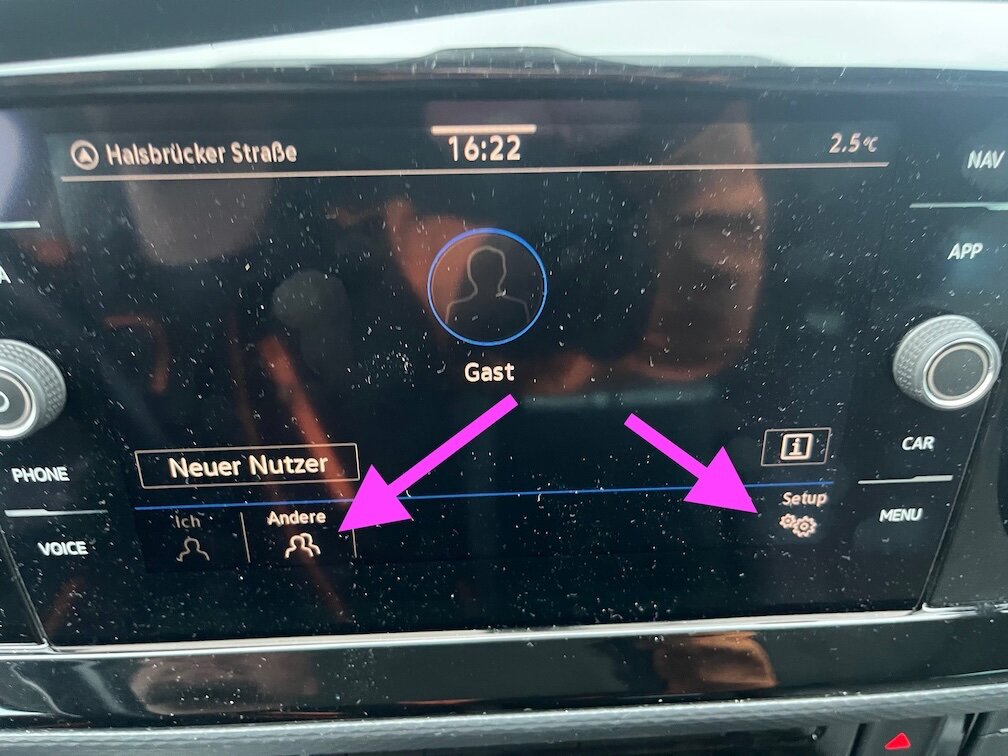 Halsbrücker Straße
16:22
2.5°C
NAV
APP
Gast
PHONE
Neuer Nutzer
i
CAR
Ich
Andere
Setup
VOICE
MENU